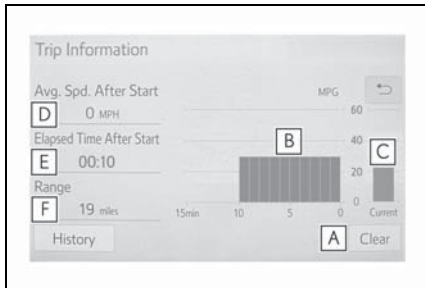 Trip Information
Avg. Spd. After Start
MPG
D
0 MPH
60
Elapsed Time After Start
B
40
C
E
00:10
20
Range
0
F
19 miles
15min
10
5
0
Current
History
A
Clear